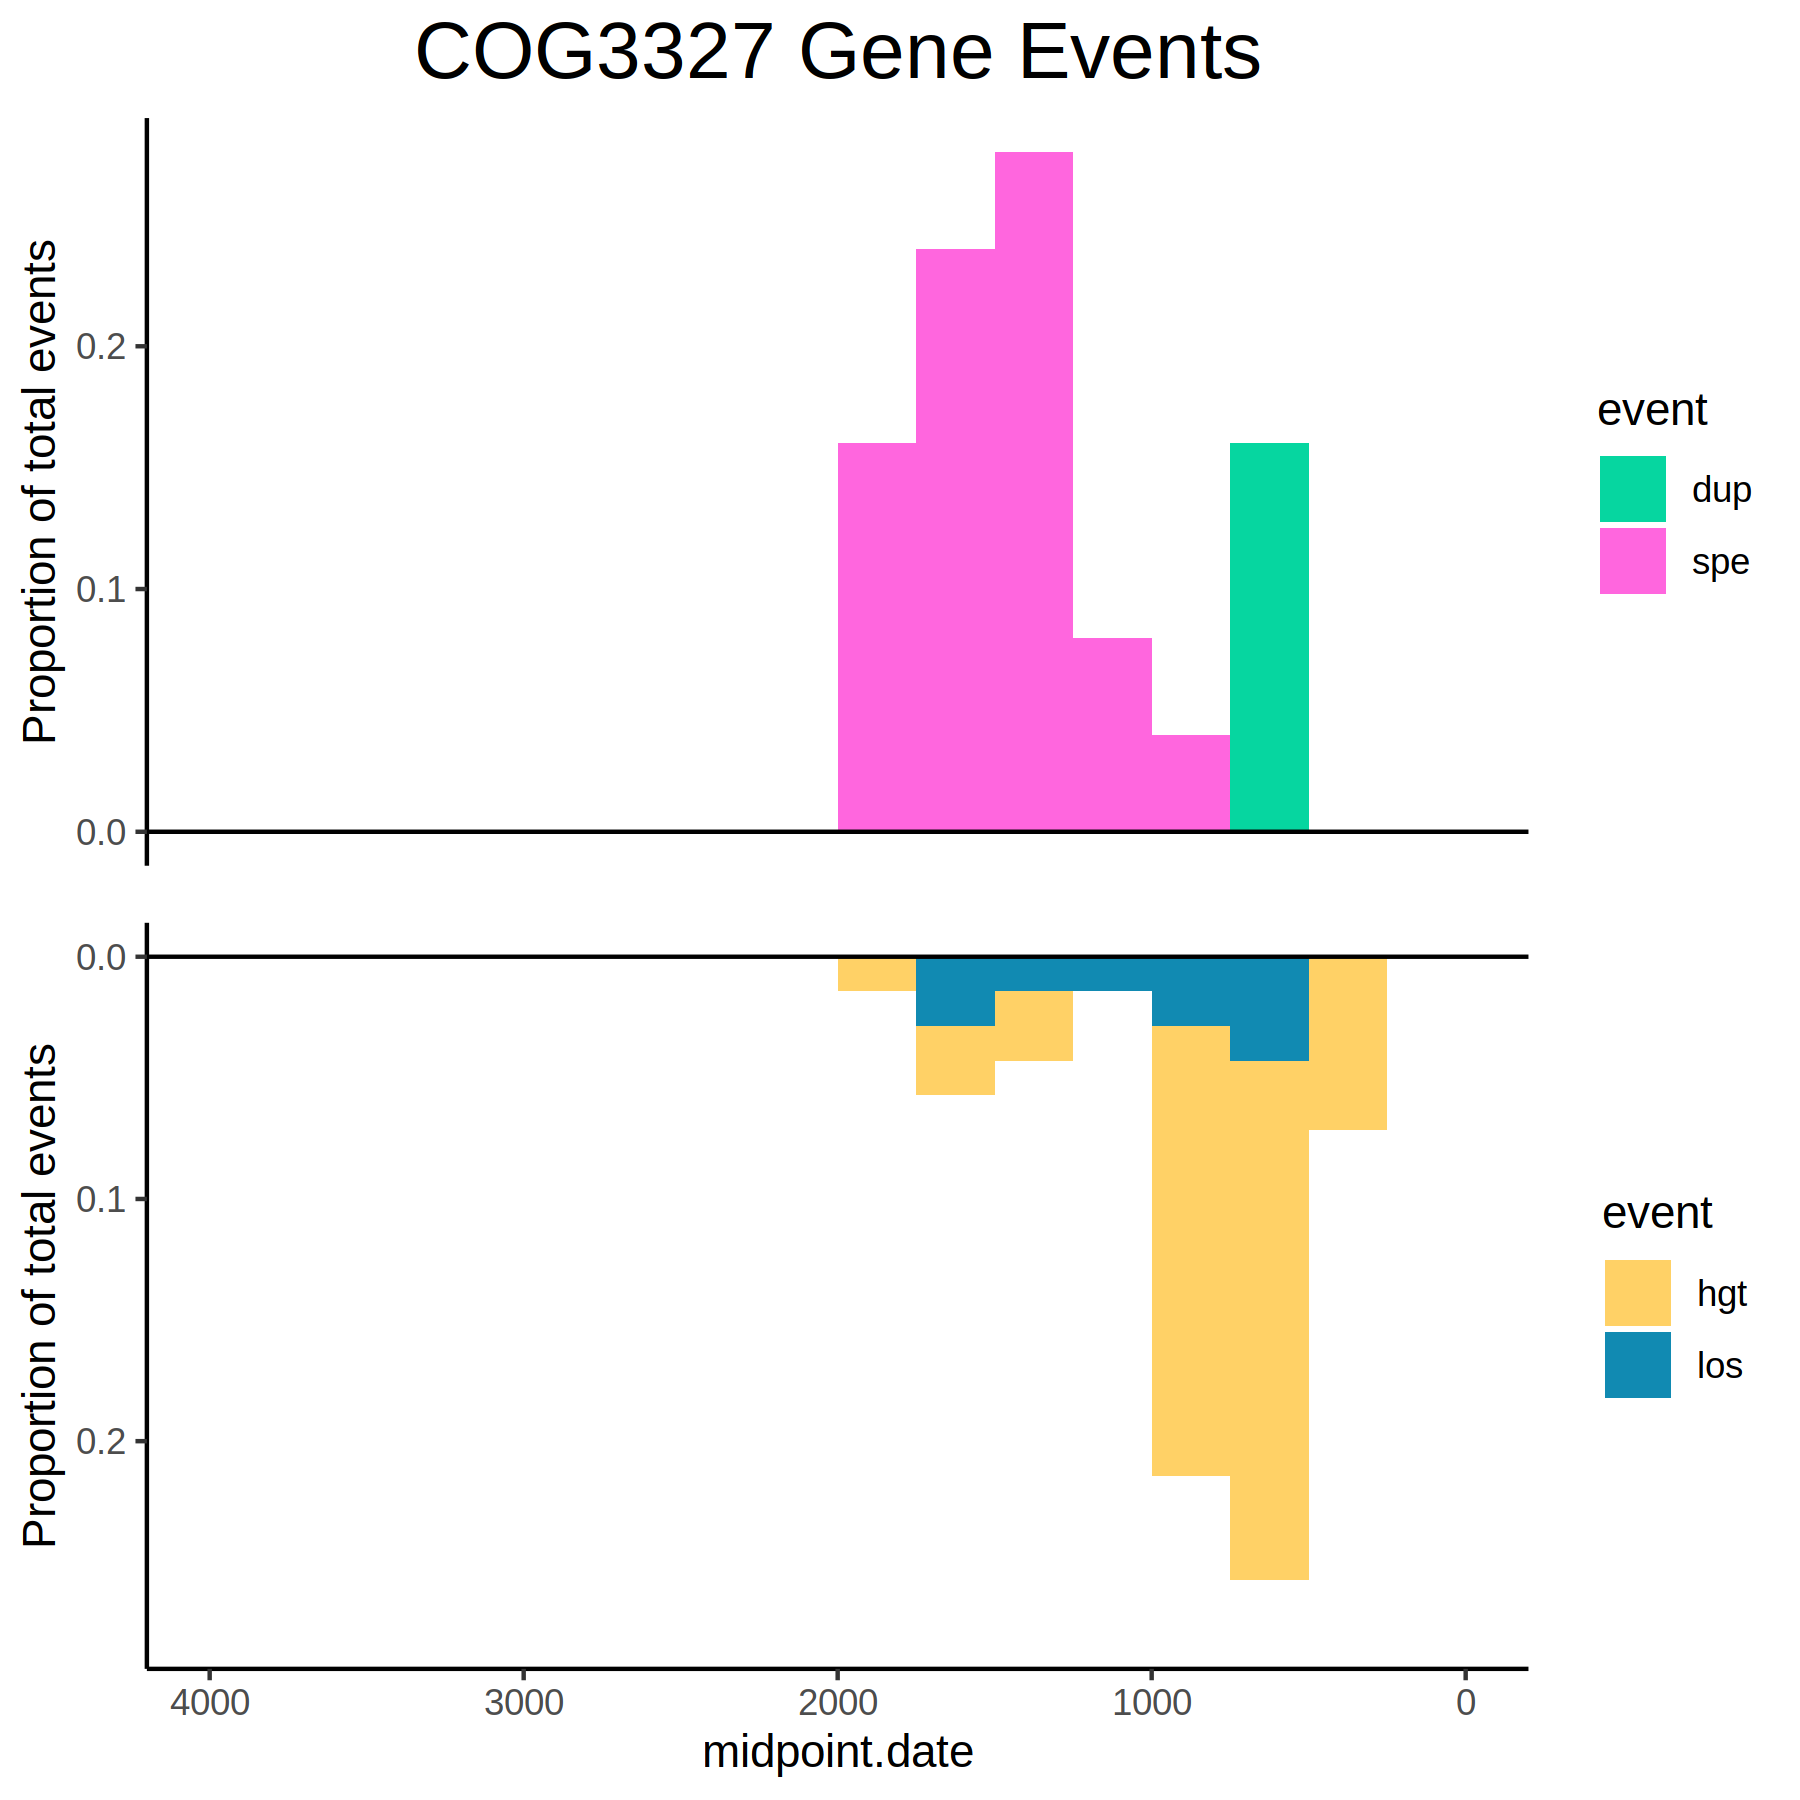 COG3327 Gene Events
Proportion of total events
0.2
0.1
0.0
event
dup
spe
Proportion of total events
0.0
0.1
0.2
event
hgt
los
4000 3000 2000 1000 0
midpoint.date